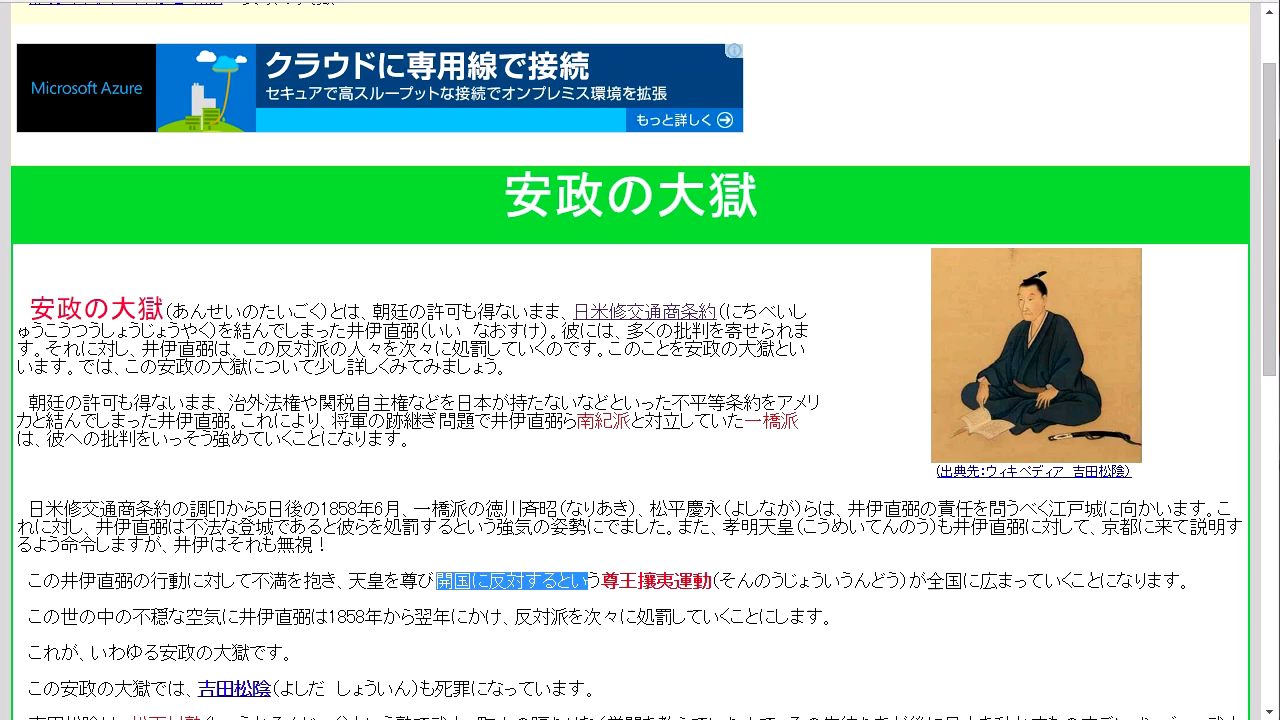 Microsoft Azure
クラウドに専用線で接続
セキュアで高スループットな接続でオンプレミス環境を拡張
もっと詳しく
安政の大獄
安政の大獄(あんせいのたいごく)とは、朝廷の許可も得ないまま、日米修交通商条約(にちべいし
ゅうこうつうしょうじょうやく)を結んでしまった井伊直弼(いい なおすけ)。彼には、多くの批判を寄せられま
す。それに対し、井伊直弼は、この反対派の人々を次々に処罰していくのです。このことを安政の大獄とい
います。では、この安政の大獄について少し詳しくみてみましょう。
朝廷の許可も得ないまま、治外法権や関税自主権などを日本が持たないなどといった不平等条約をアメリ
カと結んでしまった井伊直弼。これにより、将軍の跡継ぎ問題で井伊直弼ら南紀派と対立していた一橋派
は、彼への批判をいっそう強めていくことになります。
(出典先:ウィキペディア 吉田松陰)
日米修交通商条約の調印から5日後の1858年6月、一橋派の徳川斉昭(なりあき)、松平慶永(よしなが)らは、井伊直弼の責任を問うべく江戸城に向かいます。こ
れに対し、井伊直弼は不法な登城であると彼らを処罰するという強気の姿勢にでました。また、孝明天皇(こうめいてんのう)も井伊直弼に対して、京都に来て説明す
るよう命令しますが、井伊はそれも無視!
この井伊直弼の行動に対して不満を抱き、天皇を尊び開国に反対するという尊王攘夷運動(そんのうじょういうんどう)が全国に広まっていくことになります。
この世の中の不穏な空気に井伊直弼は1858年から翌年にかけ、反対派を次々に処罰していくことにします。
これが、いわゆる安政の大獄です。
この安政の大獄では、吉田松陰(よしだ しょういん)も死罪になっています。